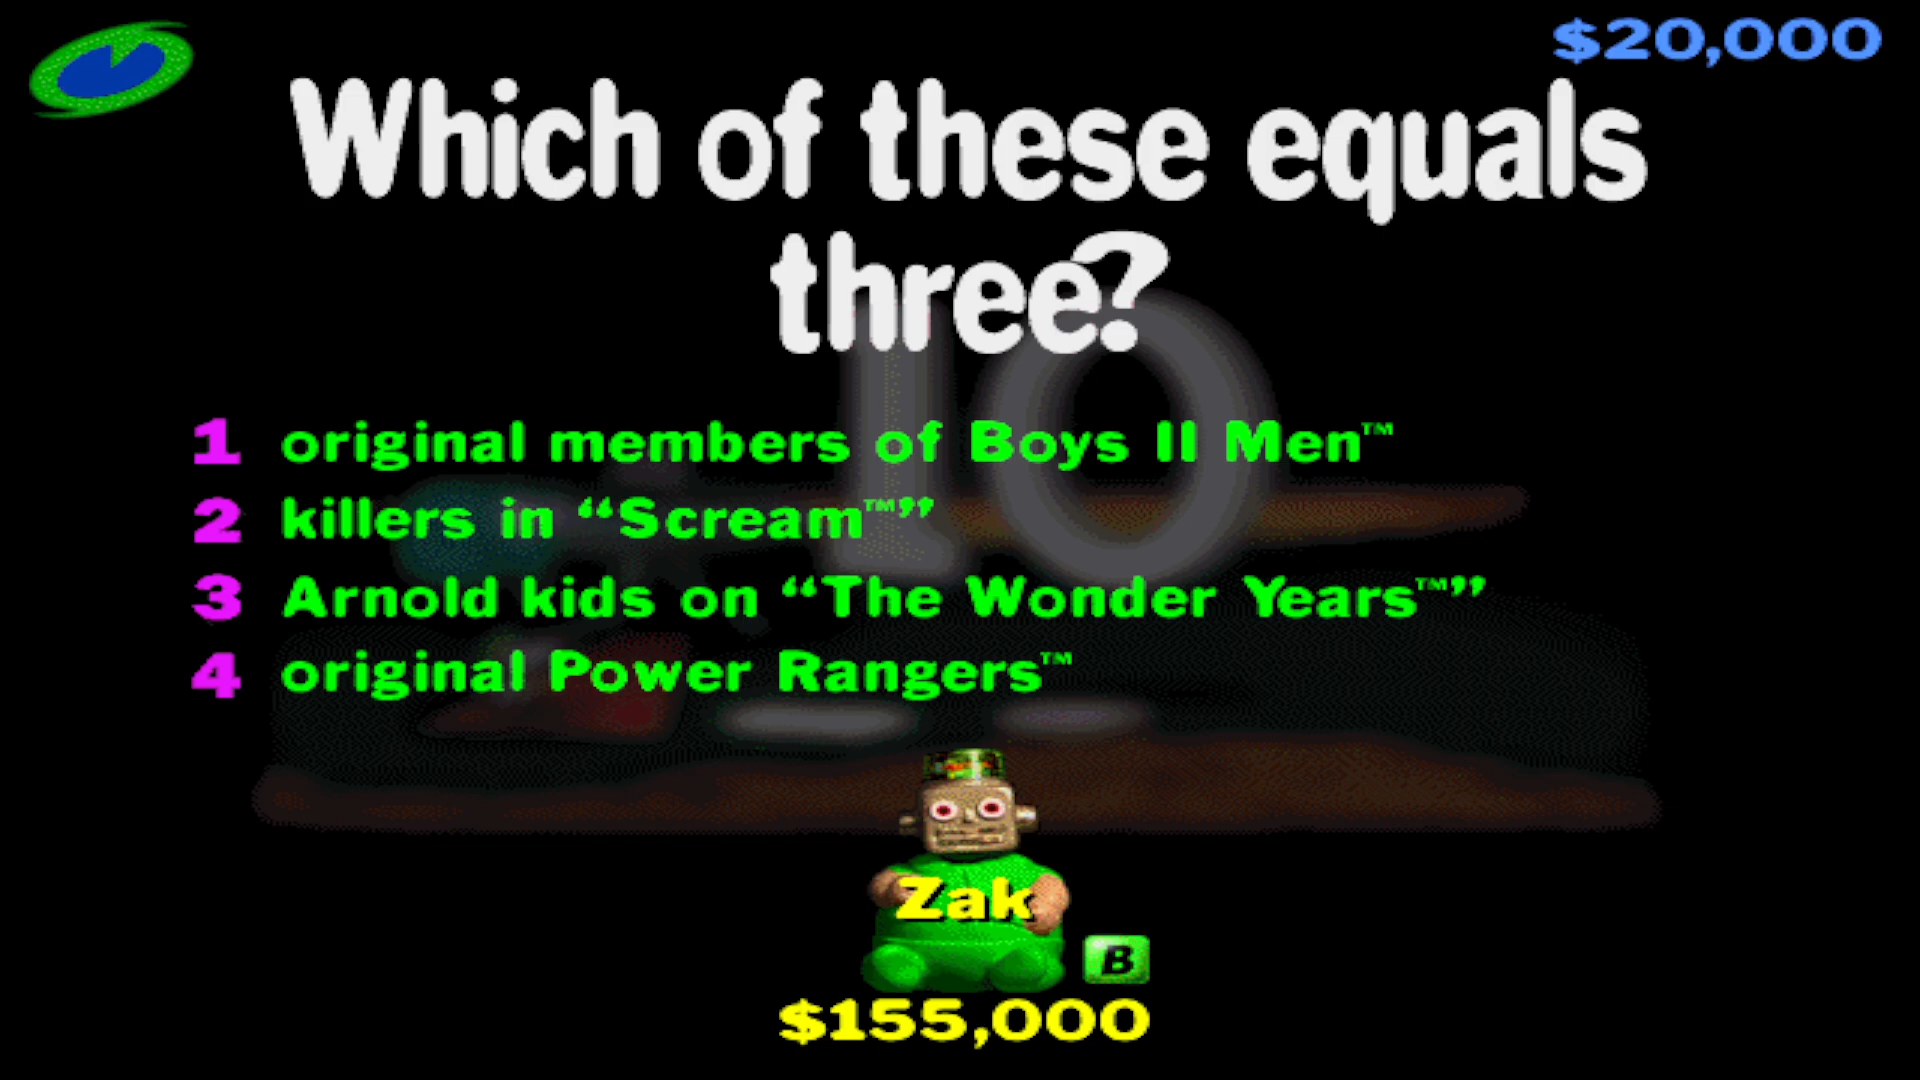 $20,000
Which of these equals
three?
10
1 original members of Boys II Men™
2 killers in “Scream™”
3 Arnold kids on “The Wonder Years™”
4 original Power Rangers™
Zak
B
$155,000